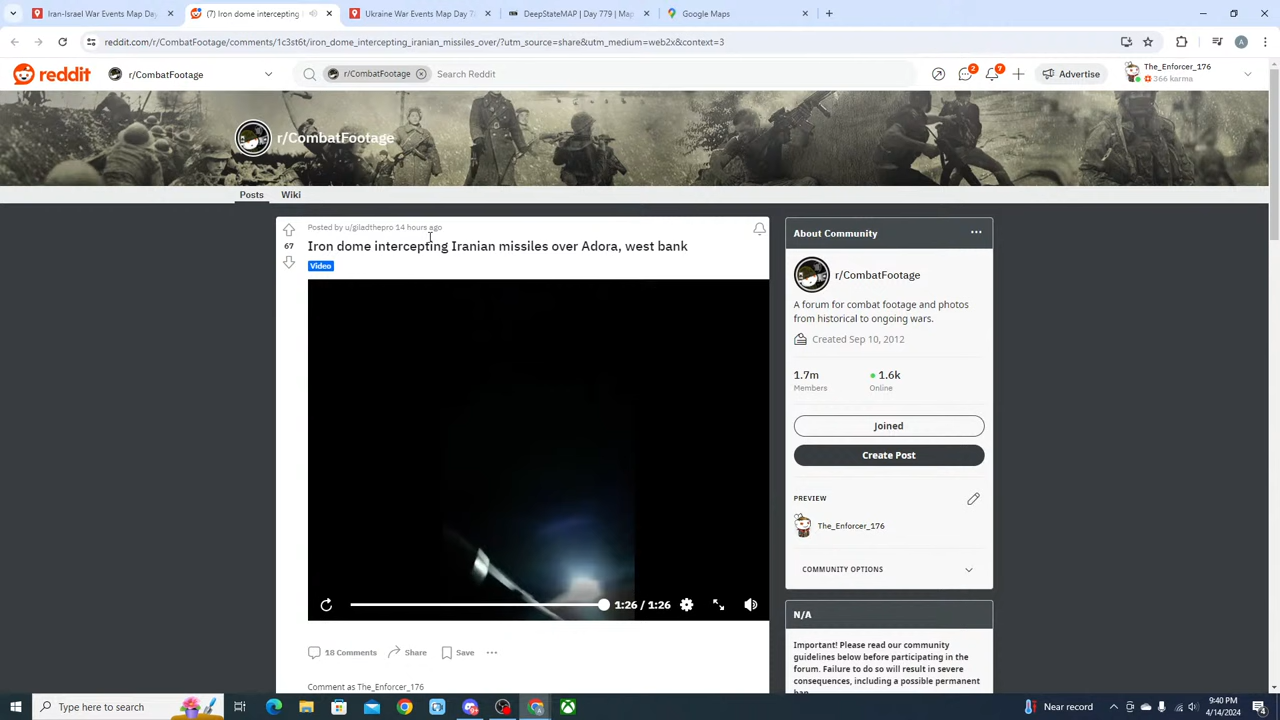 Iran-Israel War Events Map Day
(7) Iron dome intercepting
Ukraine War Events Map Day 7
DeepStateMAP | Day 779 | Map
Google Maps
reddit.com/r/CombatFootage/comments/1c3st6t/iron_dome_intercepting_iranian_missiles_over/?utm_source=share&utm_medium=web2x&context=3
A
reddit
r/CombatFootage
r/CombatFootage
Search Reddit
2
7
Advertise
The_Enforcer_176
366 karma
r/CombatFootage
Posts
Wiki
Posted by u/giladthepro 14 hours ago
67
Iron dome intercepting Iranian missiles over Adora, west bank
Video
1:26 / 1:26
18 Comments
Share
Save
Comment as The_Enforcer_176
About Community
r/CombatFootage
A forum for combat footage and photos
from historical to ongoing wars.
Created Sep 10, 2012
1.7m
Members
1.6k
Online
Joined
Create Post
PREVIEW
The_Enforcer_176
COMMUNITY OPTIONS
N/A
Important! Please read our community
guidelines below before participating in the
forum. Failure to do so will result in severe
consequences, including a possible permanent
ban.
Type here to search
Near record
9:40 PM
4/14/2024